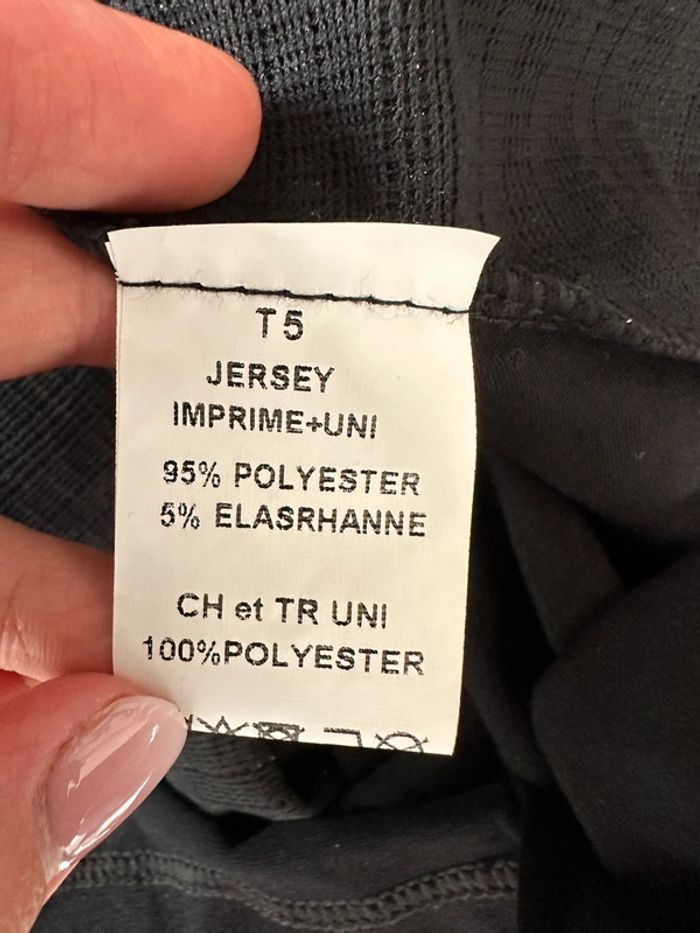 T5
JERSEY
IMPRIME+UNI
95% POLYESTER
5% ELASRHANNE
CH et TR UNI
100%POLYESTER